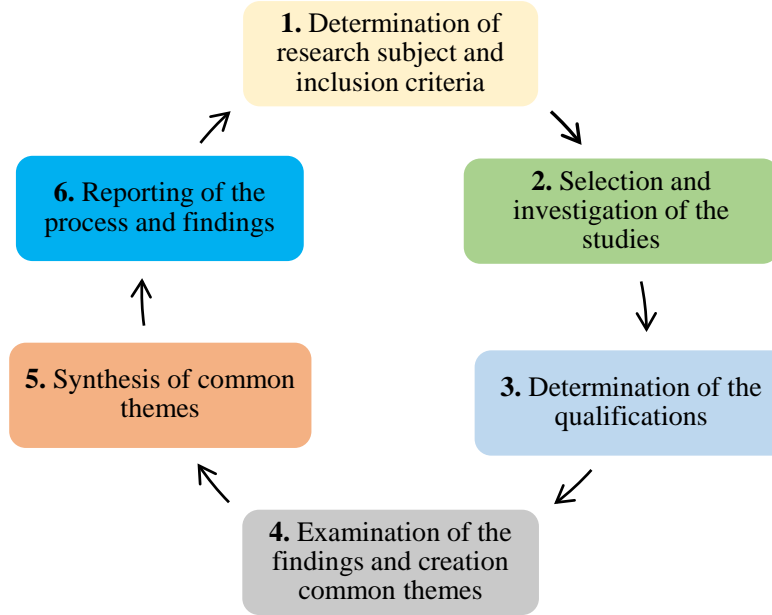 1. Determination of
research subject and
inclusion criteria
2. Selection and
investigation of the
studies
3. Determination of the
qualifications
4. Examination of the
findings and creation
common themes
5. Synthesis of common
themes
6. Reporting of the
process and findings